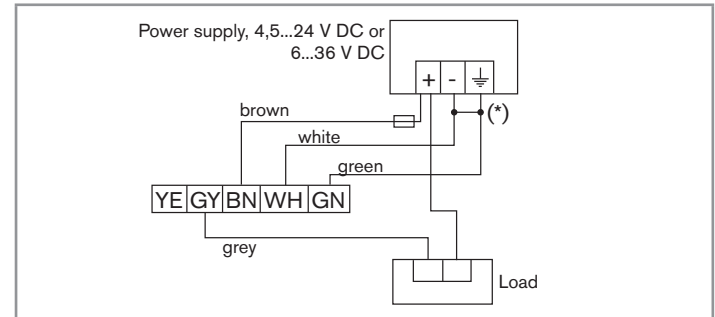 Power supply, 4,5...24 V DC or
6...36 V DC
+ - ⏚
(*)
brown
white
green
YE GY BN WH GN
grey
Load